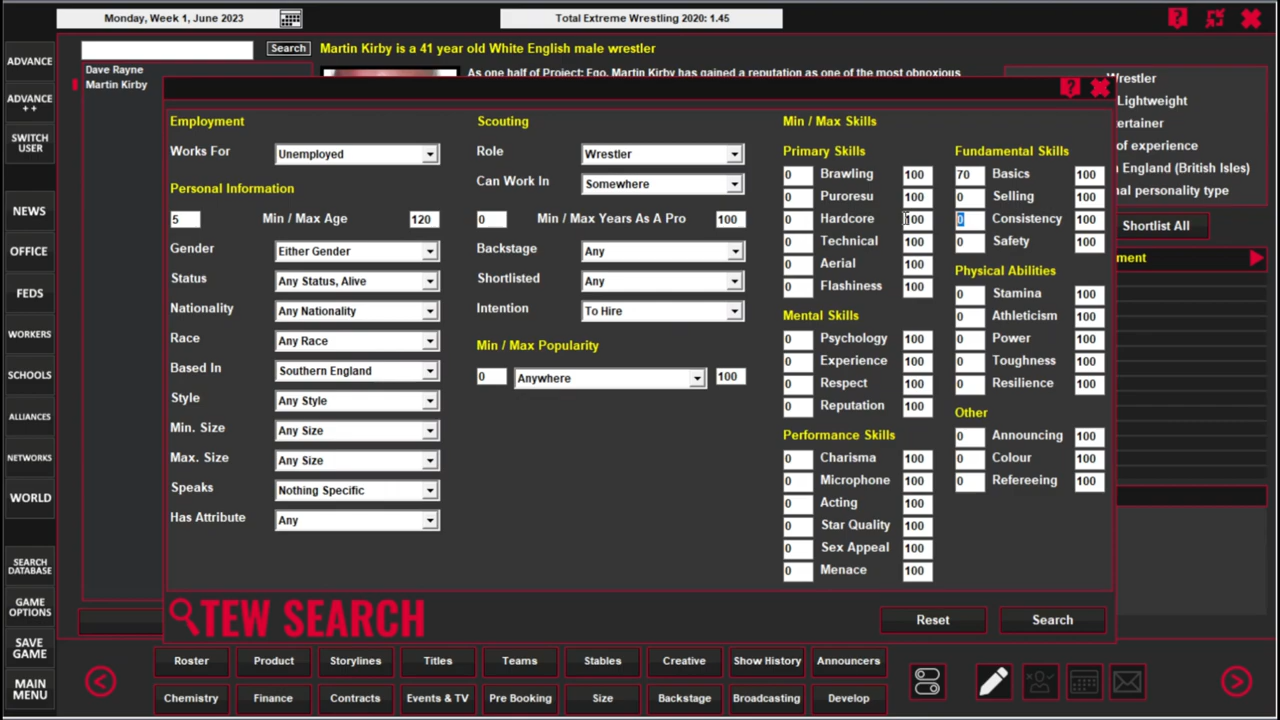 Monday, Week 1, June 2023
Total Extreme Wrestling 2020: 1.45
ADVANCE
ADVANCE
++
SWITCH
USER
NEWS
OFFICE
FEDS
WORKERS
SCHOOLS
ALLIANCES
NETWORKS
WORLD
SEARCH
DATABASE
GAME
OPTIONS
SAVE
GAME
MAIN
MENU
Search
Martin Kirby is a 41 year old White English male wrestler
Dave Rayne
Martin Kirby
As one half of Project: Ego, Martin Kirby has gained a reputation as one of the most obnoxious
Wrestler
Lightweight
of experience
England (British Isles)
personality type
Shortlist All
Employment
Works For Unemployed
Personal Information
5 Min / Max Age 120
Gender Either Gender
Status Any Status, Alive
Nationality Any Nationality
Race Any Race
Based In Southern England
Style Any Style
Min. Size Any Size
Max. Size Any Size
Speaks Nothing Specific
Has Attribute Any
Scouting
Role Wrestler
Can Work In Somewhere
0 Min / Max Years As A Pro 100
Backstage Any
Shortlisted Any
Intention To Hire
Min / Max Popularity
0 Anywhere 100
Min / Max Skills
Primary Skills
0 Brawling 100
0 Puroresu 100
0 Hardcore 100
0 Technical 100
0 Aerial 100
0 Flashiness 100
Mental Skills
0 Psychology 100
0 Experience 100
0 Respect 100
0 Reputation 100
Performance Skills
0 Charisma 100
0 Microphone 100
0 Acting 100
0 Star Quality 100
0 Sex Appeal 100
0 Menace 100
Fundamental Skills
70 Basics 100
0 Selling 100
0 Consistency 100
0 Safety 100
Physical Abilities
0 Stamina 100
0 Athleticism 100
0 Power 100
0 Toughness 100
0 Resilience 100
Other
0 Announcing 100
0 Colour 100
0 Refereeing 100
TEW SEARCH
Reset
Search
Roster
Product
Storylines
Titles
Teams
Stables
Creative
Show History
Announcers
Chemistry
Finance
Contracts
Events & TV
Pre Booking
Size
Backstage
Broadcasting
Develop